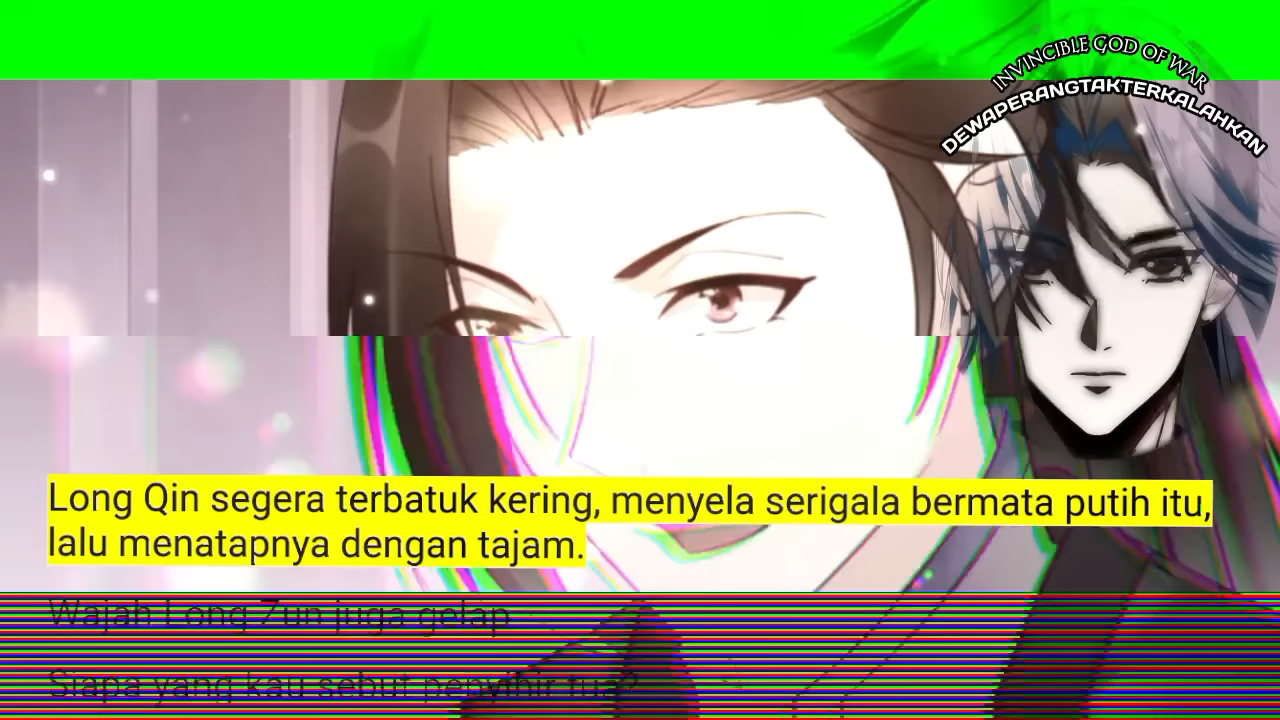 INVINCIBLE GOD OF WAR
DEWAPERANGTAKTERKALAHKAN
Long Qin segera terbatuk kering, menyela serigala bermata putih itu,
lalu menatapnya dengan tajam.
Wajah Long Zun juga gelap
Siapa yang kau sebut penyihir tua?